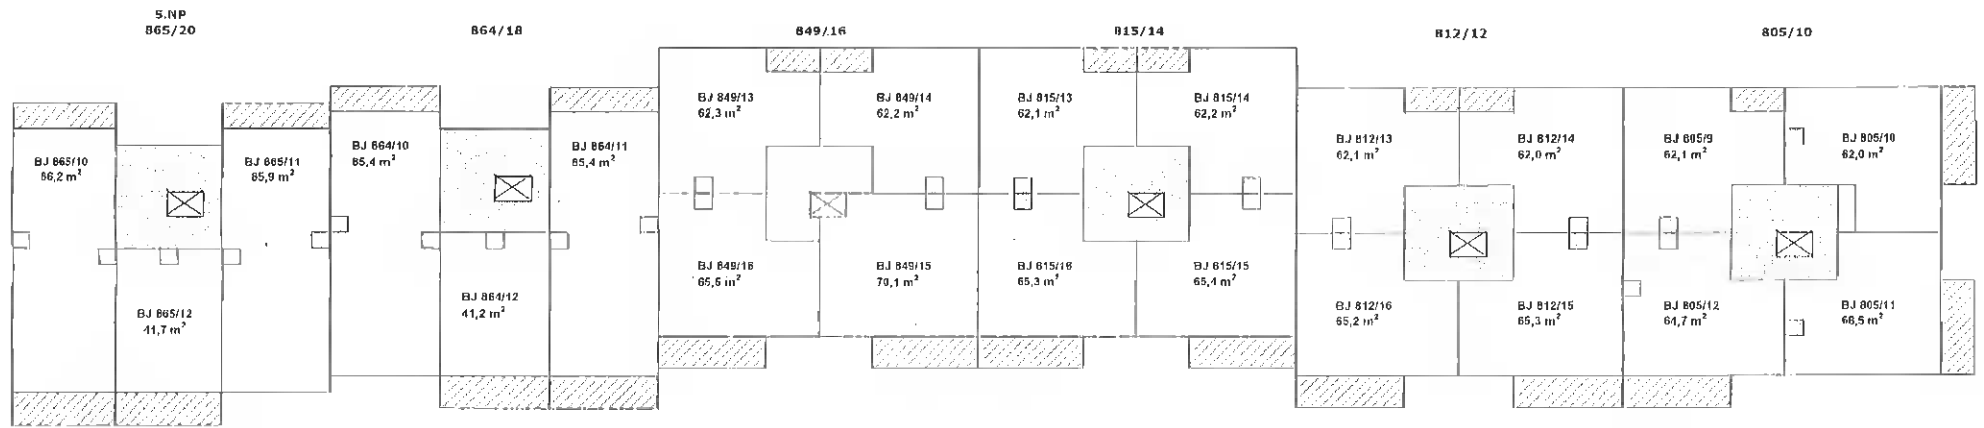 5.NP
865/20
864/18
849/16
815/14
812/12
805/10
BJ 865/10
86,2 m²
BJ 865/11
85,9 m²
BJ 865/12
41,7 m²
BJ 864/10
85,4 m²
BJ 864/11
85,4 m²
BJ 864/12
41,2 m²
BJ 849/13
62,3 m²
BJ 849/14
62,2 m²
BJ 849/16
65,5 m²
BJ 849/15
70,1 m²
BJ 815/13
62,1 m²
BJ 815/14
62,2 m²
BJ 815/16
65,3 m²
BJ 815/15
65,4 m²
BJ 812/13
62,1 m²
BJ 812/14
62,0 m²
BJ 812/16
65,2 m²
BJ 812/15
65,3 m²
BJ 805/9
62,1 m²
BJ 805/10
62,0 m²
BJ 805/12
64,7 m²
BJ 805/11
66,5 m²